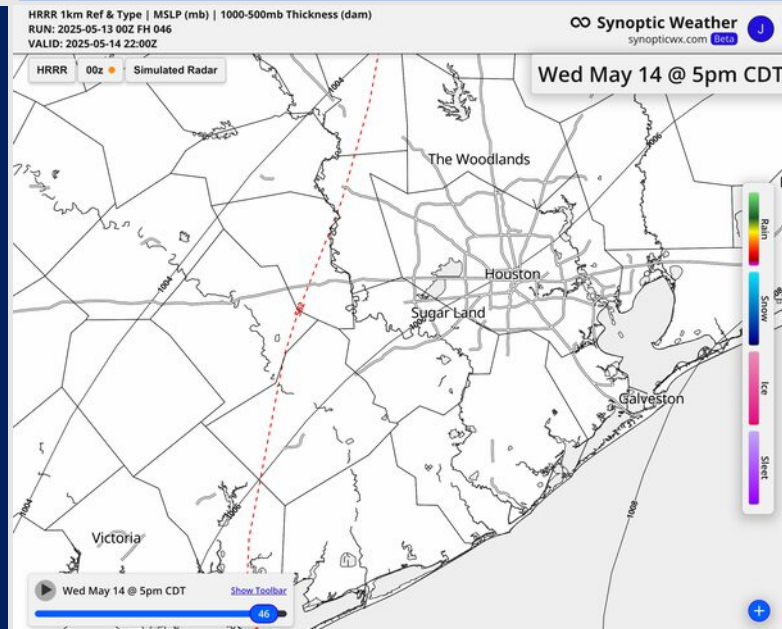 HRRR 1km Ref & Type | MSLP (mb) | 1000-500mb Thickness (dam)
RUN: 2025-05-13 00Z FH 046
VALID: 2025-05-14 22:00Z
Synoptic Weather
synopticwx.com Beta
J
HRRR
00z
Simulated Radar
Wed May 14 @ 5pm CDT
1004
1006
The Woodlands
Rain
1004
Houston
Snow
Sugar Land
Ice
Galveston
Sleet
1004
1006
1008
Victoria
Wed May 14 @ 5pm CDT
Show Toolbar
46
+